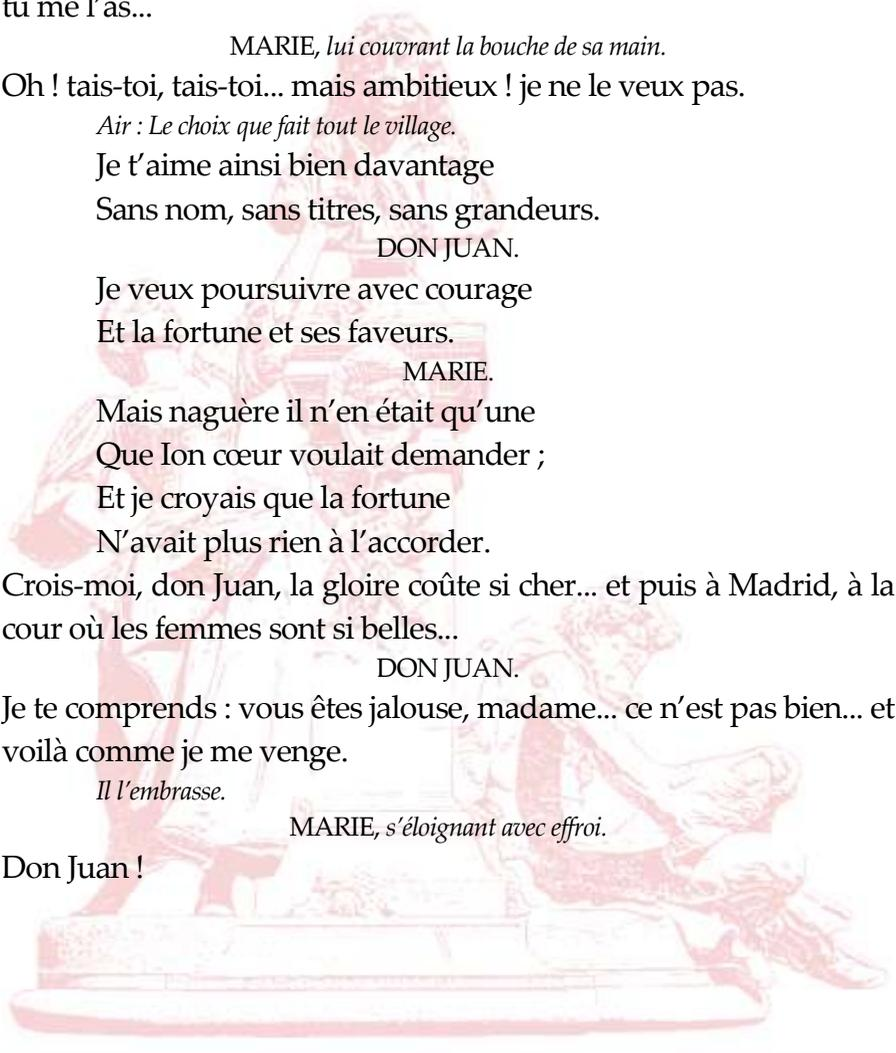 tu me l'as...
MARIE, lui couvrant la bouche de sa main.
Oh ! tais-toi, tais-toi... mais ambitieux ! je ne le veux pas.
Air : Le choix que fait tout le village.
Je t'aime ainsi bien davantage
Sans nom, sans titres, sans grandeurs.
DON JUAN.
Je veux poursuivre avec courage
Et la fortune et ses faveurs.
MARIE.
Mais naguère il n'en était qu'une
Que Ion cœur voulait demander ;
Et je croyais que la fortune
N'avait plus rien à l'accorder.
Crois-moi, don Juan, la gloire coûte si cher... et puis à Madrid, à la
cour où les femmes sont si belles...
DON JUAN.
Je te comprends : vous êtes jalouse, madame... ce n'est pas bien... et
voilà comme je me venge.
Il l'embrasse.
MARIE, s'éloignant avec effroi.
Don Juan !